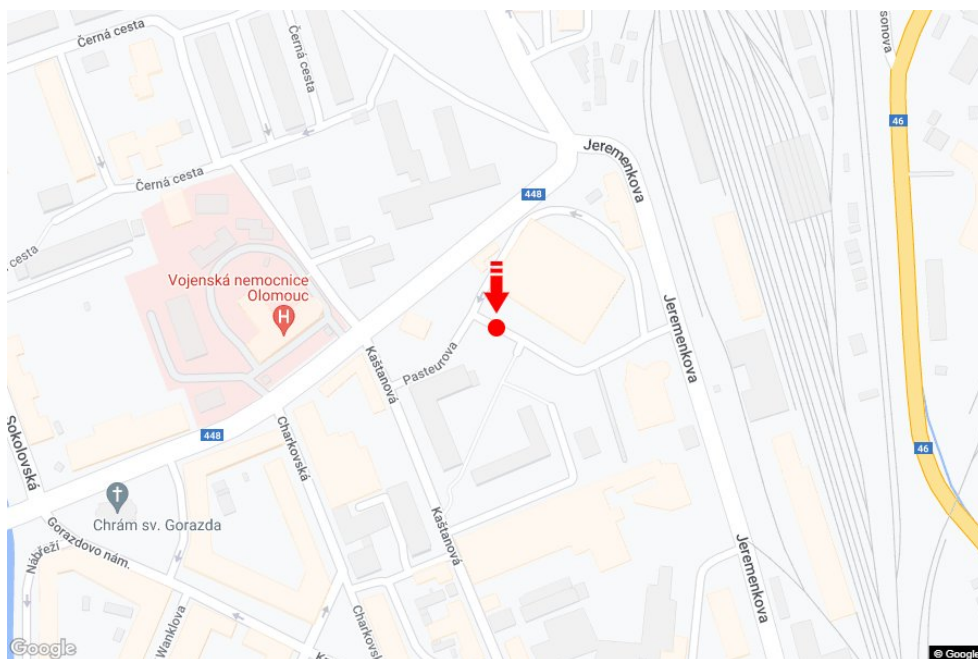 Černá cesta
Černá cesta
46
Jeremenkova
Černá cesta
448
cesta
Vojenská nemocnice
Olomouc
H
Jeremenkova
Kaštanová
Pasteurova
Sokolovská
448
Charkovská
46
Chrám sv. Gorazda
Kaštanová
Gorazdovo nám.
Nábřeží
Jeremenkova
Wanklova
Charkovská
Google
© Google